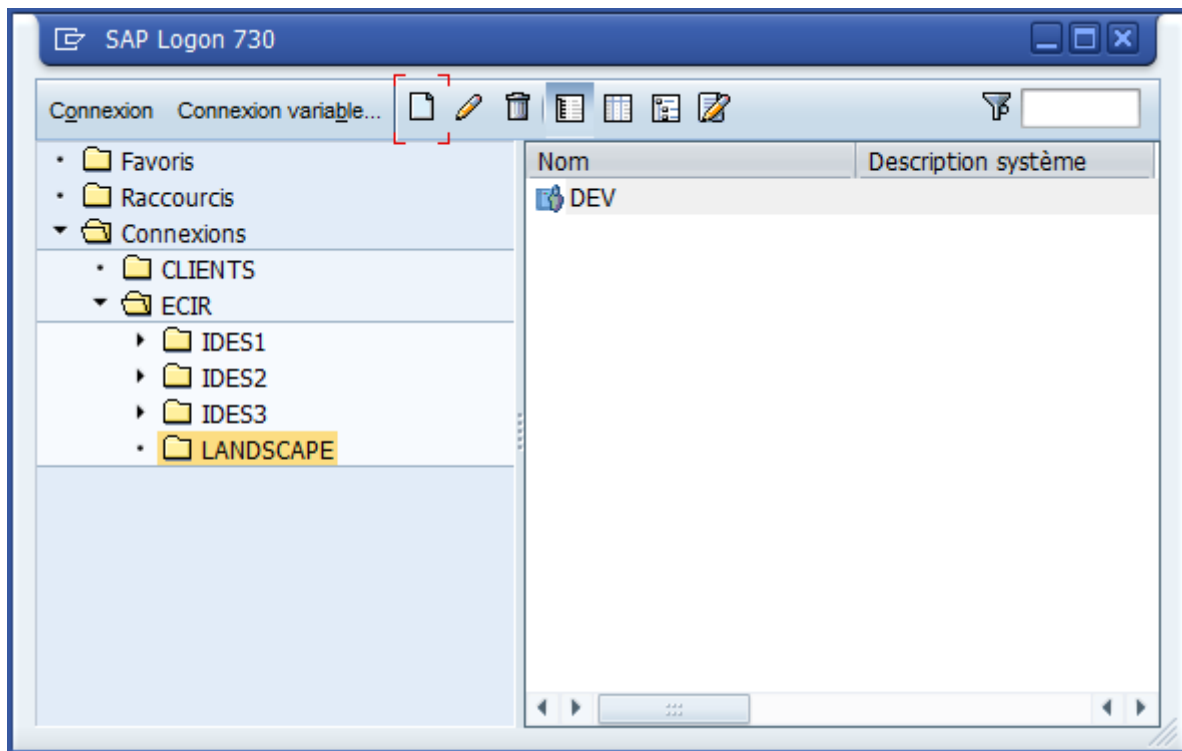 SAP Logon 730
Connexion Connexion variable...
Favoris
Raccourcis
Connexions
CLIENTS
ECIR
IDES1
IDES2
IDES3
LANDSCAPE
Nom Description système
DEV